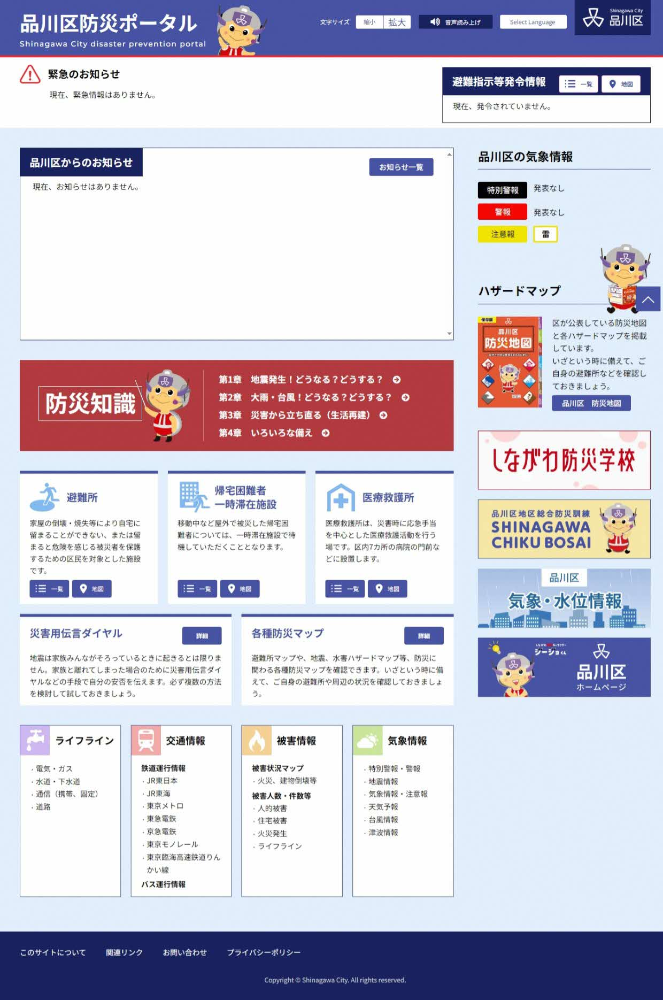 品川区防災ポータル
Shinagawa City disaster prevention portal
文字サイズ 縮小 拡大 音声読み上げ Select Language
Shinagawa City
品川区
緊急のお知らせ
現在、緊急情報はありません。
避難指示等発令情報 一覧 地図
現在、発令されていません。
品川区からのお知らせ
お知らせ一覧
現在、お知らせはありません。
品川区の気象情報
特別警報 発表なし
警報 発表なし
注意報 雷
ハザードマップ
保存版
品川区
防災地図
区が公表している防災地図
と各ハザードマップを掲載
しています。
いざという時に備えて、ご
自身の避難所などを確認し
ておきましょう。
品川区 防災地図
防災知識
第1章 地震発生！どうなる？どうする？
第2章 大雨・台風！どうなる？どうする？
第3章 災害から立ち直る（生活再建）
第4章 いろいろな備え
しながわ防災学校
品川区地区総合防災訓練
SHINAGAWA
CHIKU BOSAI
品川区
気象・水位情報
ジージョくん
品川区
ホームページ
避難所
家屋の倒壊・焼失等により自宅に
留まることができない、または留
まると危険を感じる被災者を保護
するための区民を対象とした施設
です。
一覧 地図
帰宅困難者
一時滞在施設
移動中など屋外で被災した帰宅困
難者については、一時滞在施設で待
機していただくこととなります。
一覧 地図
医療救護所
医療救護所は、災害時に応急手当
を中心とした医療救護活動を行う
場です。区内7カ所の病院の門前な
どに設置します。
一覧 地図
災害用伝言ダイヤル
詳細
地震は家族みんながそろっているときに起きるとは限りま
せん。家族と離れてしまった場合のために災害用伝言ダイ
ヤルなどの手段で自分の安否を伝えます。必ず複数の方法
を検討して試しておきましょう。
各種防災マップ
詳細
避難所マップや、地震、水害ハザードマップ等、防災に
関わる各種防災マップを確認できます。いざという時に備
えて、ご自身の避難所や周辺の状況を確認しておきましょ
う。
ライフライン
・電気・ガス
・水道・下水道
・通信（携帯、固定）
・道路
交通情報
鉄道運行情報
・JR東日本
・JR東海
・東京メトロ
・東急電鉄
・京急電鉄
・東京モノレール
・東京臨海高速鉄道りん
かい線
バス運行情報
被害情報
被害状況マップ
・火災、建物倒壊等
被害人数・件数等
・人的被害
・住宅被害
・火災発生
・ライフライン
気象情報
・特別警報・警報
・地震情報
・気象情報・注意報
・天気予報
・台風情報
・津波情報
このサイトについて 関連リンク お問い合わせ プライバシーポリシー
Copyright © Shinagawa City. All rights reserved.